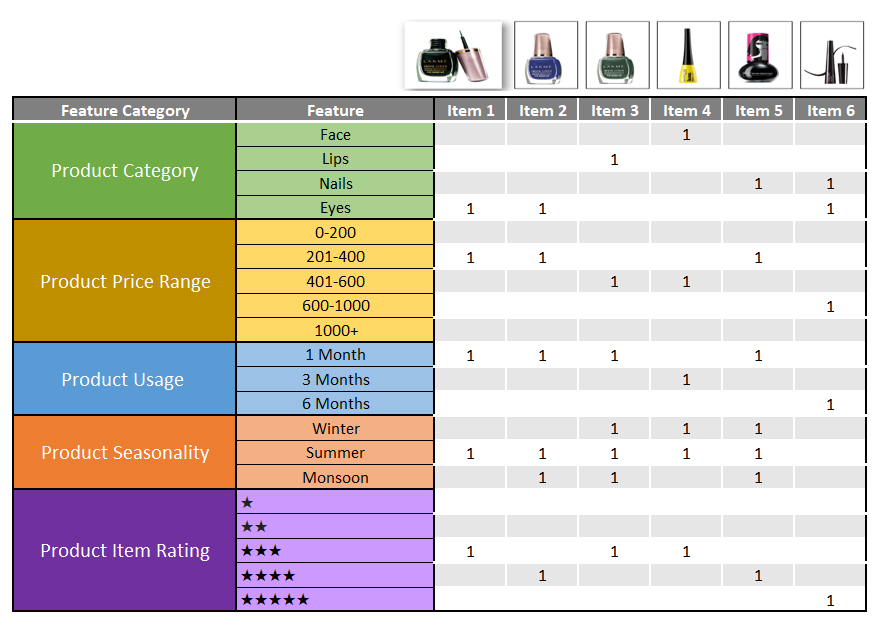 LAKMÉ LAKMÉ LAKMÉ
Feature Category Feature Item 1 Item 2 Item 3 Item 4 Item 5 Item 6
Product Category
Face 1
Lips 1
Nails 1 1
Eyes 1 1 1
Product Price Range
0-200
201-400 1 1 1
401-600 1 1
600-1000 1
1000+
Product Usage
1 Month 1 1 1 1
3 Months 1
6 Months 1
Product Seasonality
Winter 1 1 1
Summer 1 1 1 1 1
Monsoon 1 1 1
Product Item Rating
★
★★
★★★ 1 1 1
★★★★ 1 1
★★★★★ 1